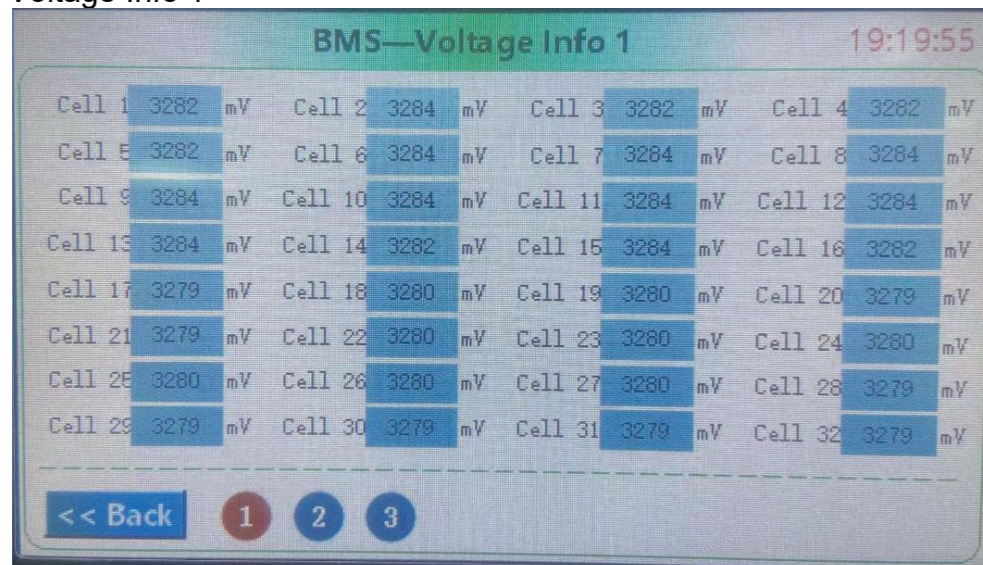 BMS—Voltage Info 1
19:19:55
Cell 1 3282 mV Cell 2 3284 mV Cell 3 3282 mV Cell 4 3282 mV
Cell 5 3282 mV Cell 6 3284 mV Cell 7 3284 mV Cell 8 3284 mV
Cell 9 3284 mV Cell 10 3284 mV Cell 11 3284 mV Cell 12 3284 mV
Cell 13 3284 mV Cell 14 3282 mV Cell 15 3284 mV Cell 16 3282 mV
Cell 17 3279 mV Cell 18 3280 mV Cell 19 3280 mV Cell 20 3279 mV
Cell 21 3279 mV Cell 22 3280 mV Cell 23 3280 mV Cell 24 3280 mV
Cell 25 3280 mV Cell 26 3280 mV Cell 27 3280 mV Cell 28 3279 mV
Cell 29 3279 mV Cell 30 3279 mV Cell 31 3279 mV Cell 32 3279 mV
<< Back 1 2 3